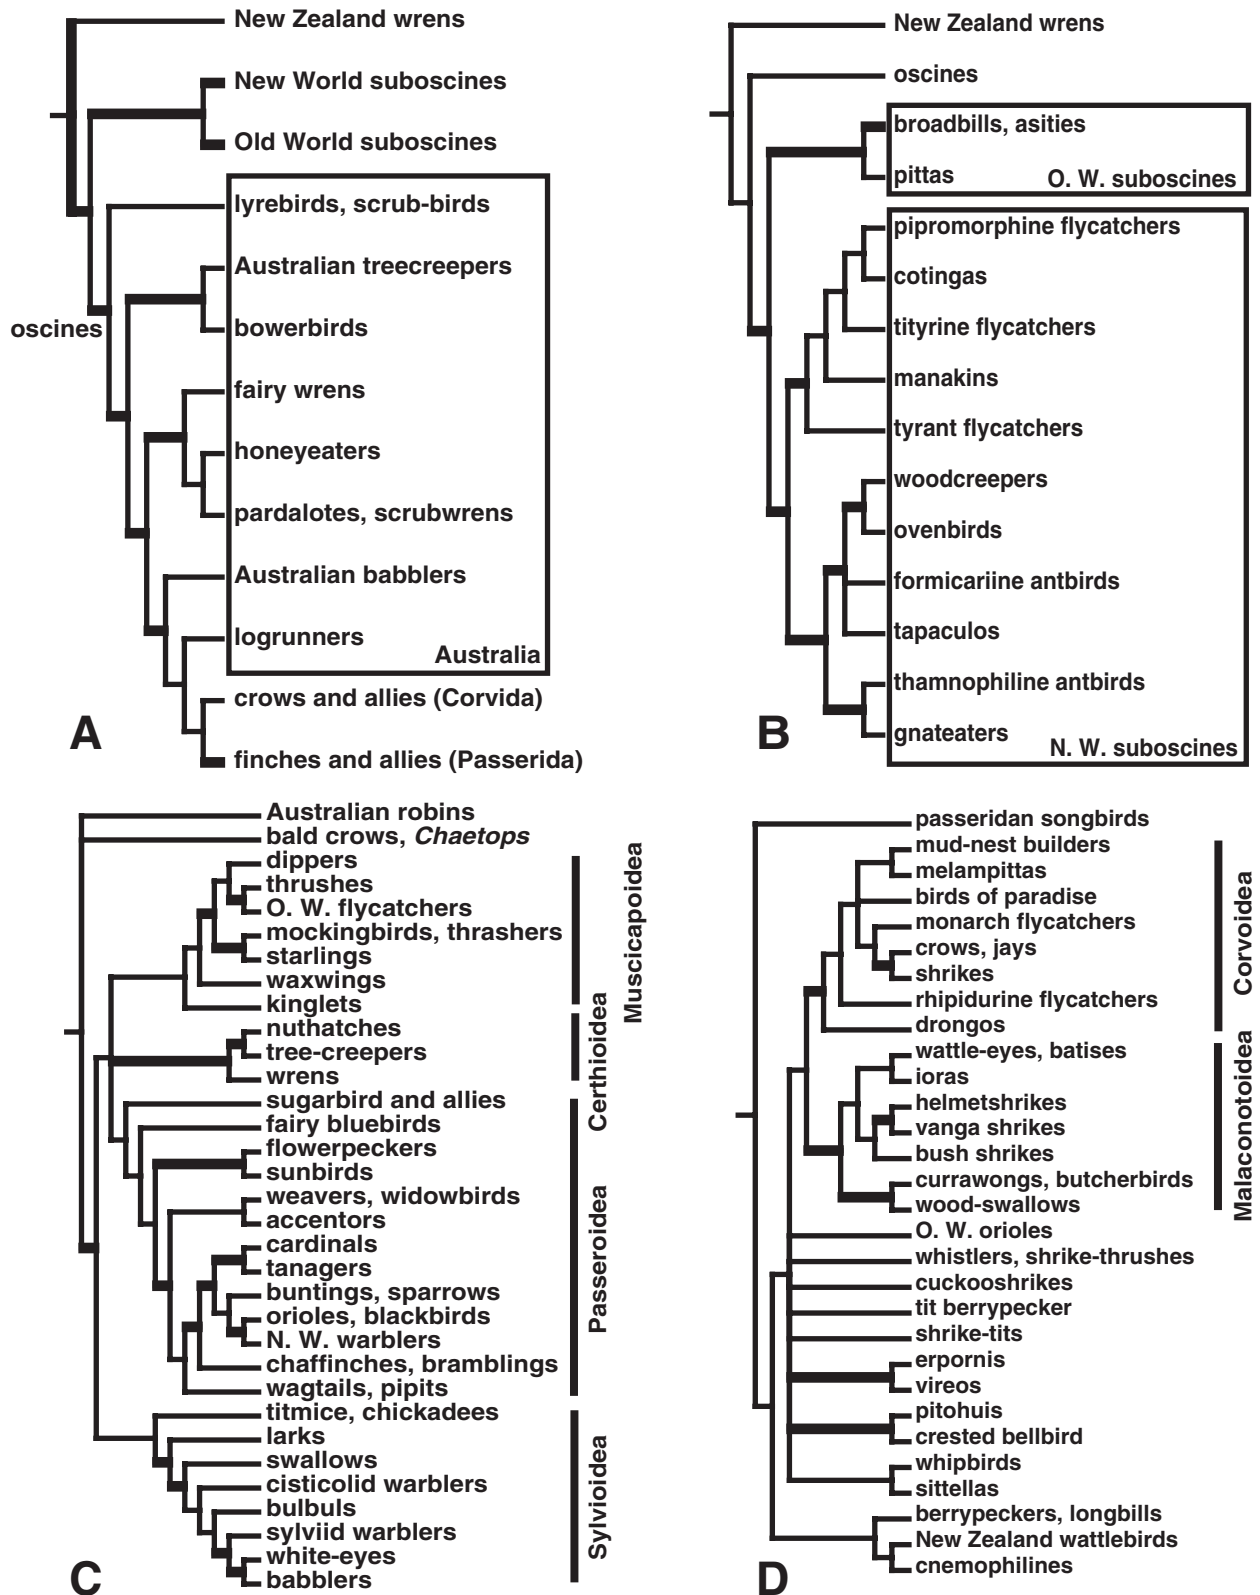 New Zealand wrens
New World suboscines
Old World suboscines
lyrebirds, scrub-birds
Australian treecreepers
bowerbirds
oscines
fairy wrens
honeyeaters
pardalotes, scrubwrens
Australian babblers
logrunners
Australia
crows and allies (Corvida)
finches and allies (Passerida)
A
New Zealand wrens
oscines
broadbills, asities
pittas
O. W. suboscines
pipromorphine flycatchers
cotingas
tityrine flycatchers
manakins
tyrant flycatchers
woodcreepers
ovenbirds
formicariine antbirds
tapaculos
thamnophiline antbirds
gnateaters
N. W. suboscines
B
Australian robins
bald crows, Chaetops
dippers
thrushes
O. W. flycatchers
mockingbirds, thrashers
starlings
waxwings
kinglets
nuthatches
tree-creepers
wrens
sugarbird and allies
fairy bluebirds
flowerpeckers
sunbirds
weavers, widowbirds
accentors
cardinals
tanagers
buntings, sparrows
orioles, blackbirds
N. W. warblers
chaffinches, bramblings
wagtails, pipits
titmice, chickadees
larks
swallows
cisticolid warblers
bulbuls
sylviid warblers
white-eyes
babblers
Muscicapoidea
Certhioidea
Passeroidea
Sylvioidea
C
passeridan songbirds
mud-nest builders
melampittas
birds of paradise
monarch flycatchers
crows, jays
shrikes
rhipidurine flycatchers
drongos
wattle-eyes, batises
ioras
helmetshrikes
vanga shrikes
bush shrikes
currawongs, butcherbirds
wood-swallows
O. W. orioles
whistlers, shrike-thrushes
cuckooshrikes
tit berrypecker
shrike-tits
erpornis
vireos
pitohuis
crested bellbird
whipbirds
sittellas
berrypeckers, longbills
New Zealand wattlebirds
cnemophilines
Corvoidea
Malaconotoidea
D